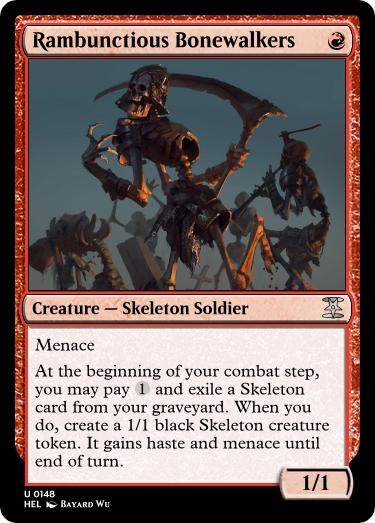 Rambunctious Bonewalkers
Creature — Skeleton Soldier
Menace
At the beginning of your combat step,
you may pay 1 and exile a Skeleton
card from your graveyard. When you
do, create a 1/1 black Skeleton creature
token. It gains haste and menace until
end of turn.
1/1
U 0148
HEL Bayard Wu